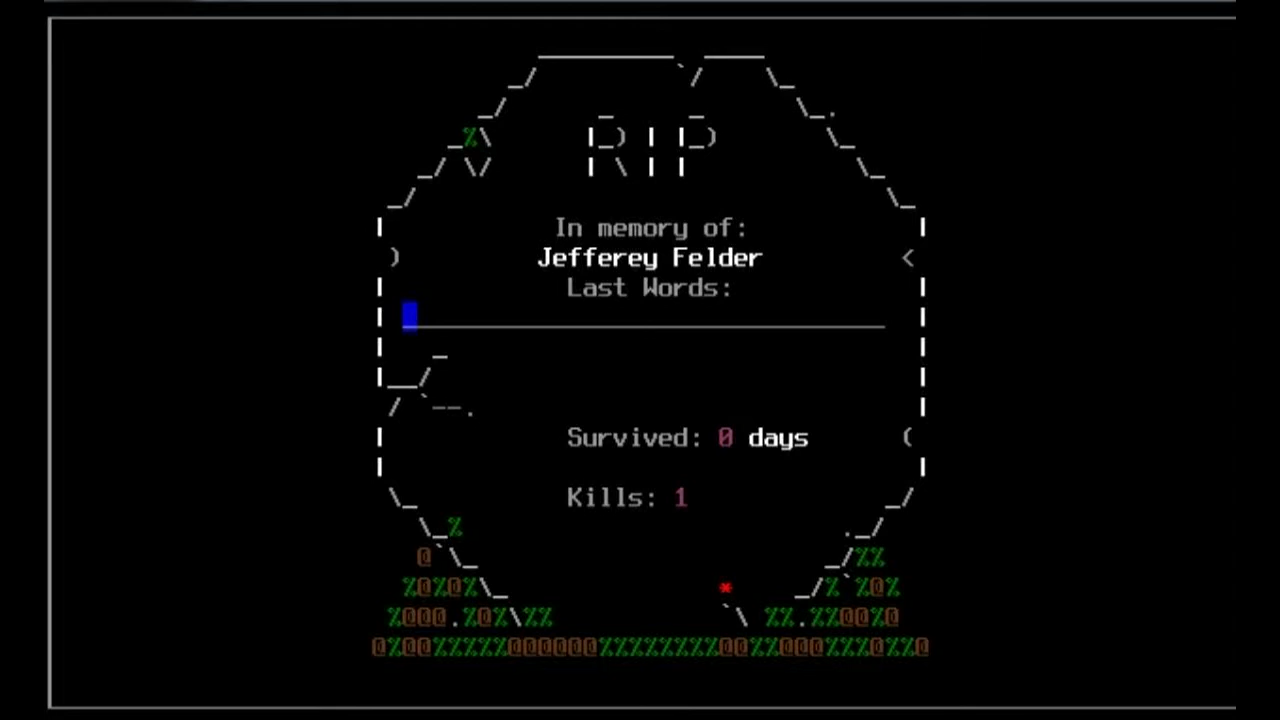 RIP
In memory of:
Jefferey Felder
Last Words:
Survived: 0 days
Kills: 1